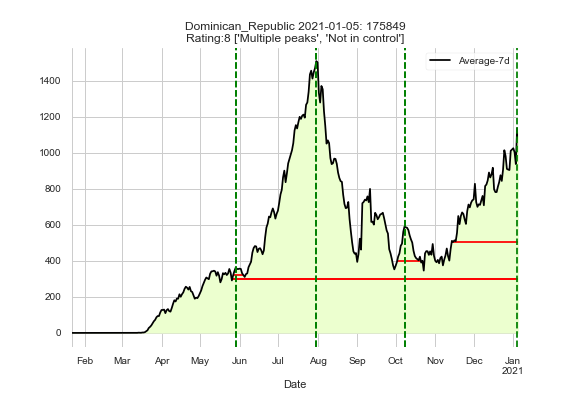 Dominican_Republic 2021-01-05: 175849
Rating:8 ['Multiple peaks', 'Not in control']
Average-7d
1400
1200
1000
800
600
400
200
0
Feb Mar Apr May Jun Jul Aug Sep Oct Nov Dec Jan
2021
Date